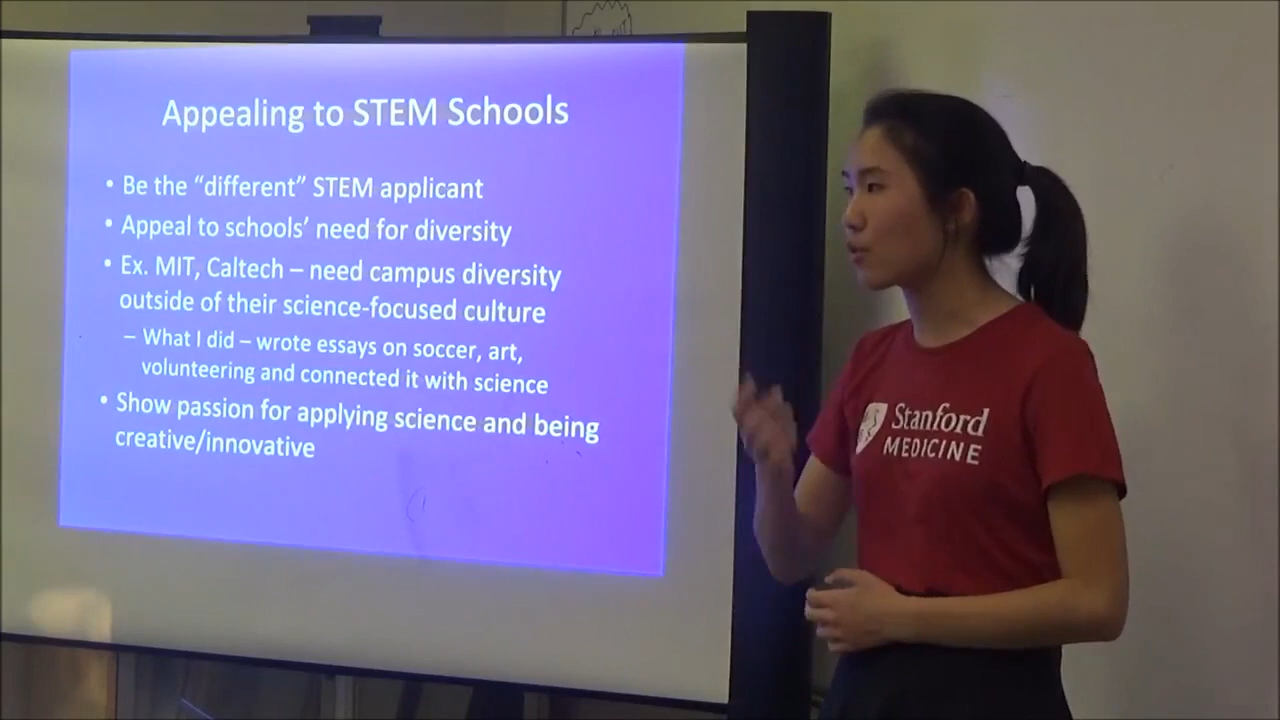 Appealing to STEM Schools
• Be the “different” STEM applicant
• Appeal to schools’ need for diversity
• Ex. MIT, Caltech – need campus diversity
outside of their science-focused culture
– What I did – wrote essays on soccer, art,
volunteering and connected it with science
• Show passion for applying science and being
creative/innovative
Stanford
MEDICINE